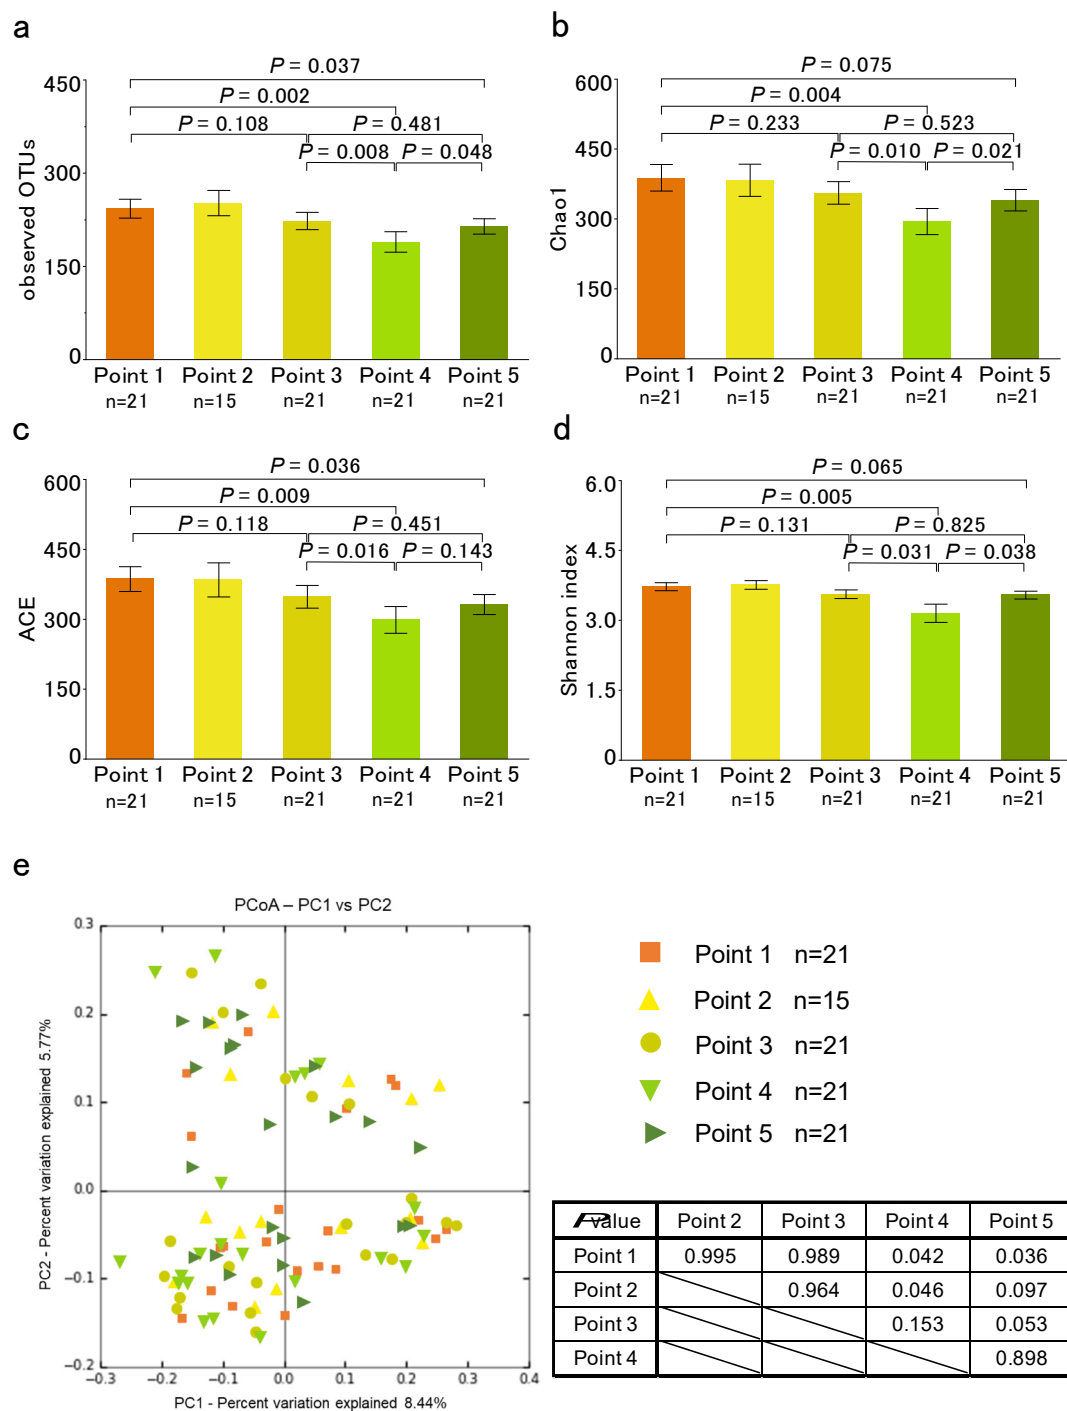 a
P = 0.037
P = 0.002
P = 0.108 P = 0.481
P = 0.008 P = 0.048
observed OTUs
450
300
150
0
Point 1 Point 2 Point 3 Point 4 Point 5
n=21 n=15 n=21 n=21 n=21
b
P = 0.075
P = 0.004
P = 0.233 P = 0.523
P = 0.010 P = 0.021
Chao1
600
450
300
150
0
Point 1 Point 2 Point 3 Point 4 Point 5
n=21 n=15 n=21 n=21 n=21
c
P = 0.036
P = 0.009
P = 0.118 P = 0.451
P = 0.016 P = 0.143
ACE
600
450
300
150
0
Point 1 Point 2 Point 3 Point 4 Point 5
n=21 n=15 n=21 n=21 n=21
d
P = 0.065
P = 0.005
P = 0.131 P = 0.825
P = 0.031 P = 0.038
Shannon index
6.0
4.5
3.0
1.5
0
Point 1 Point 2 Point 3 Point 4 Point 5
n=21 n=15 n=21 n=21 n=21
e
PCoA – PC1 vs PC2
PC2 - Percent variation explained 5.77%
0.3
0.2
0.1
0.0
−0.1
−0.2
−0.3 −0.2 −0.1 0.0 0.1 0.2 0.3 0.4
PC1 - Percent variation explained 8.44%
Point 1 n=21
Point 2 n=15
Point 3 n=21
Point 4 n=21
Point 5 n=21
P value Point 2 Point 3 Point 4 Point 5
Point 1 0.995 0.989 0.042 0.036
Point 2 0.964 0.046 0.097
Point 3 0.153 0.053
Point 4 0.898